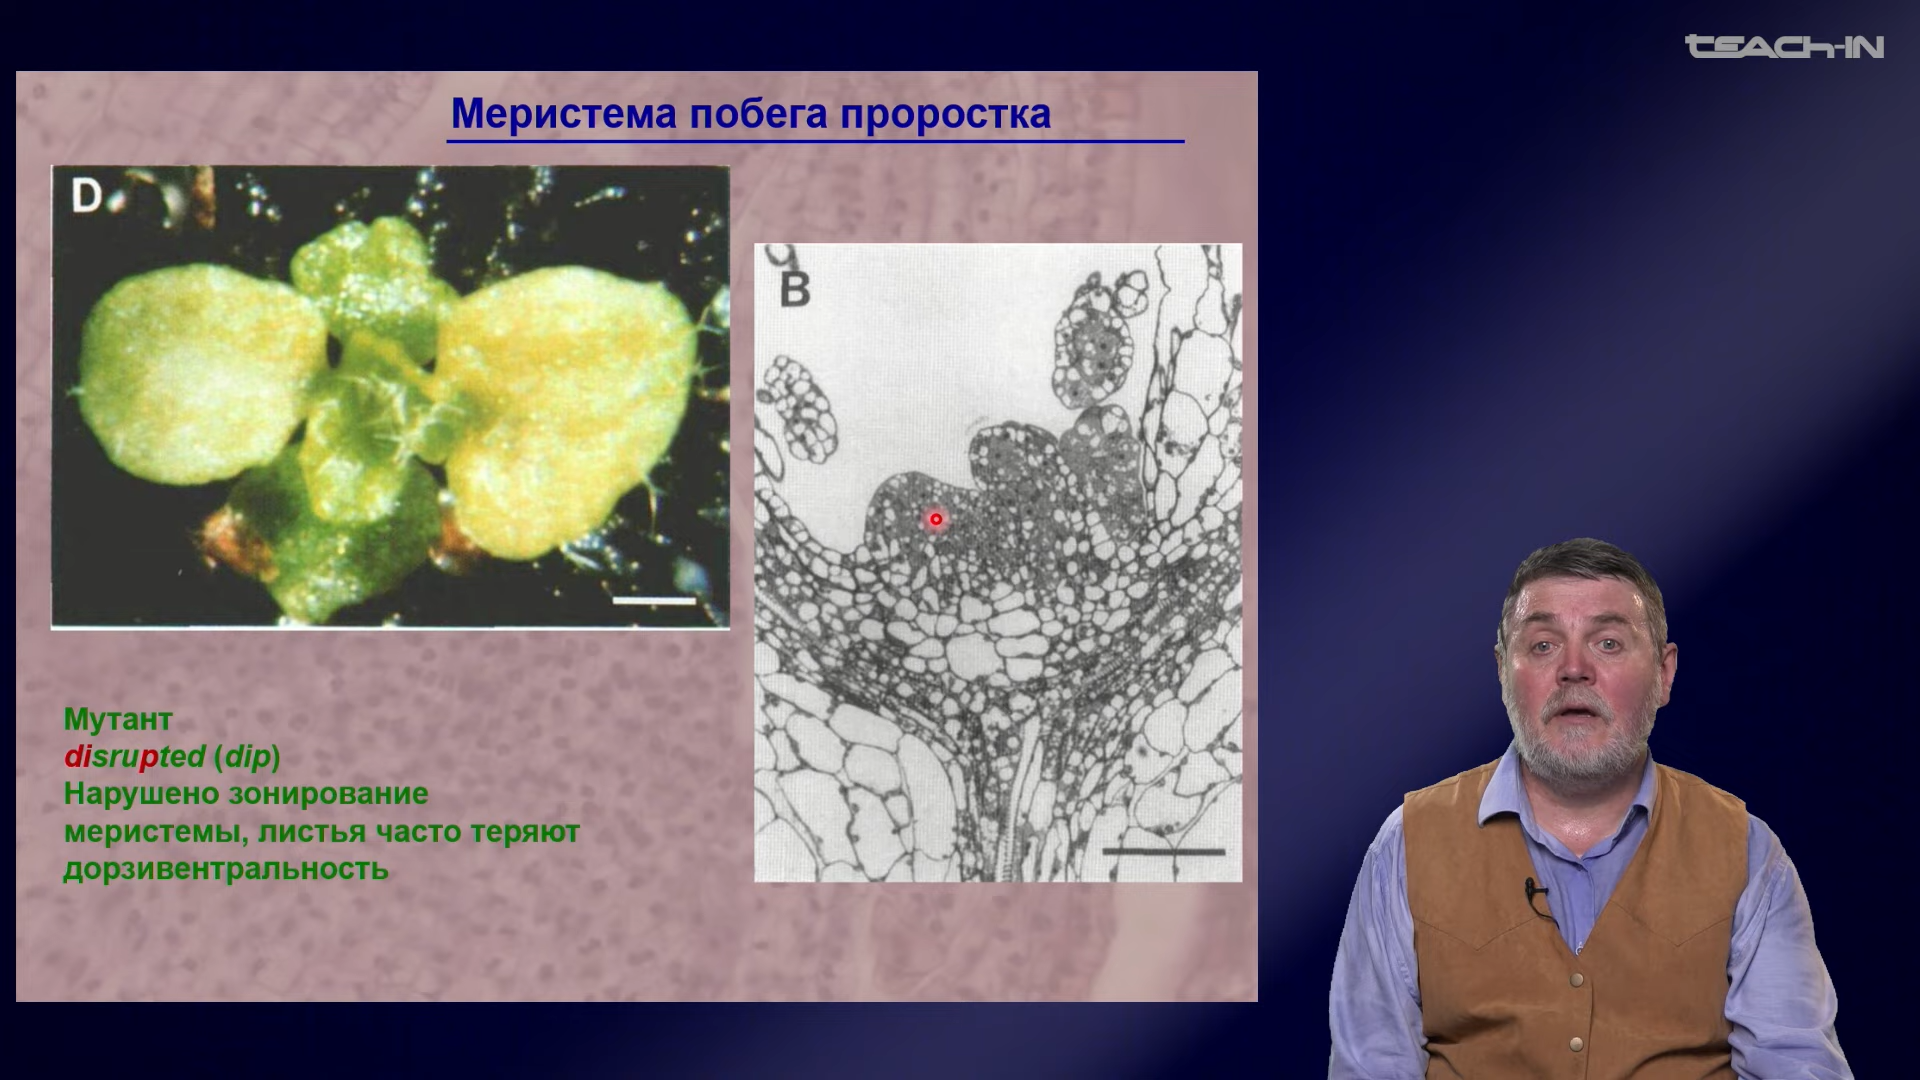 teach-in
Меристема побега проростка
D
B
Мутант
disrupted (dip)
Нарушено зонирование
меристемы, листья часто теряют
дорзивентральность